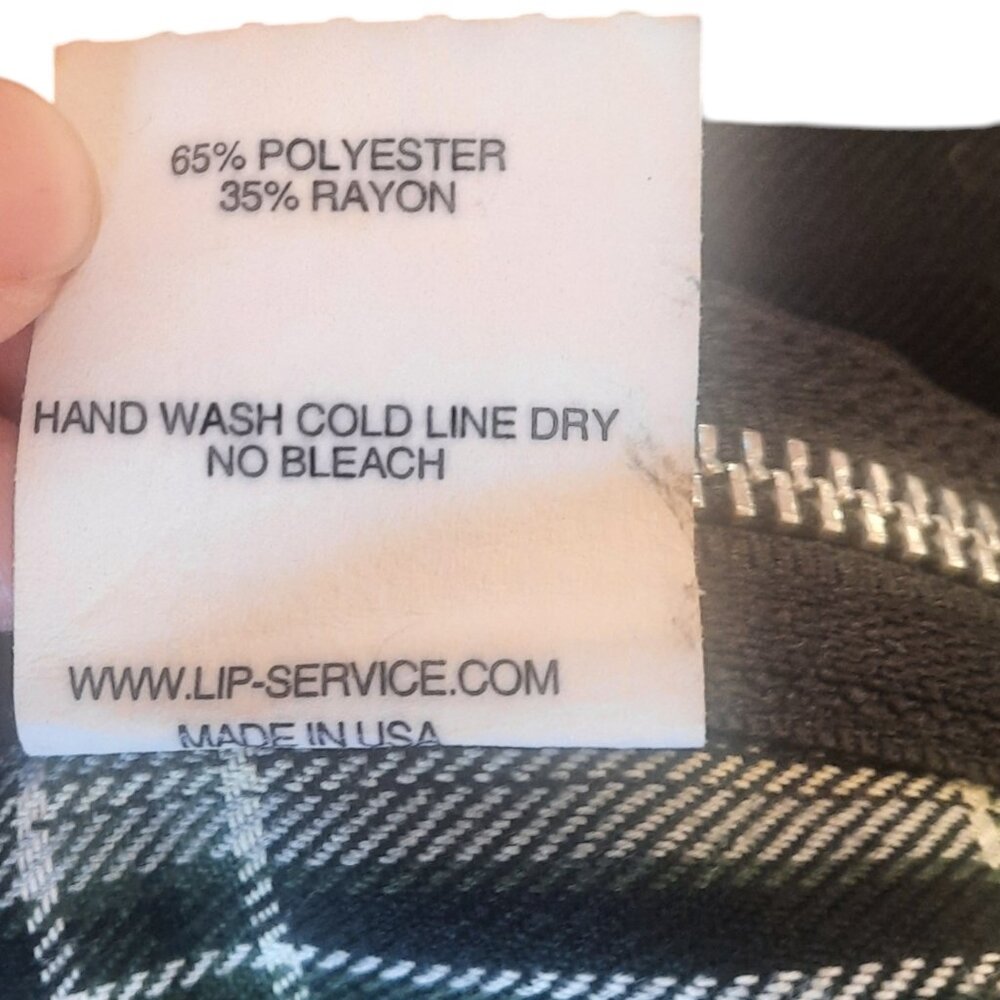 65% POLYESTER
35% RAYON
HAND WASH COLD LINE DRY
NO BLEACH
WWW.LIP-SERVICE.COM
MADE IN USA